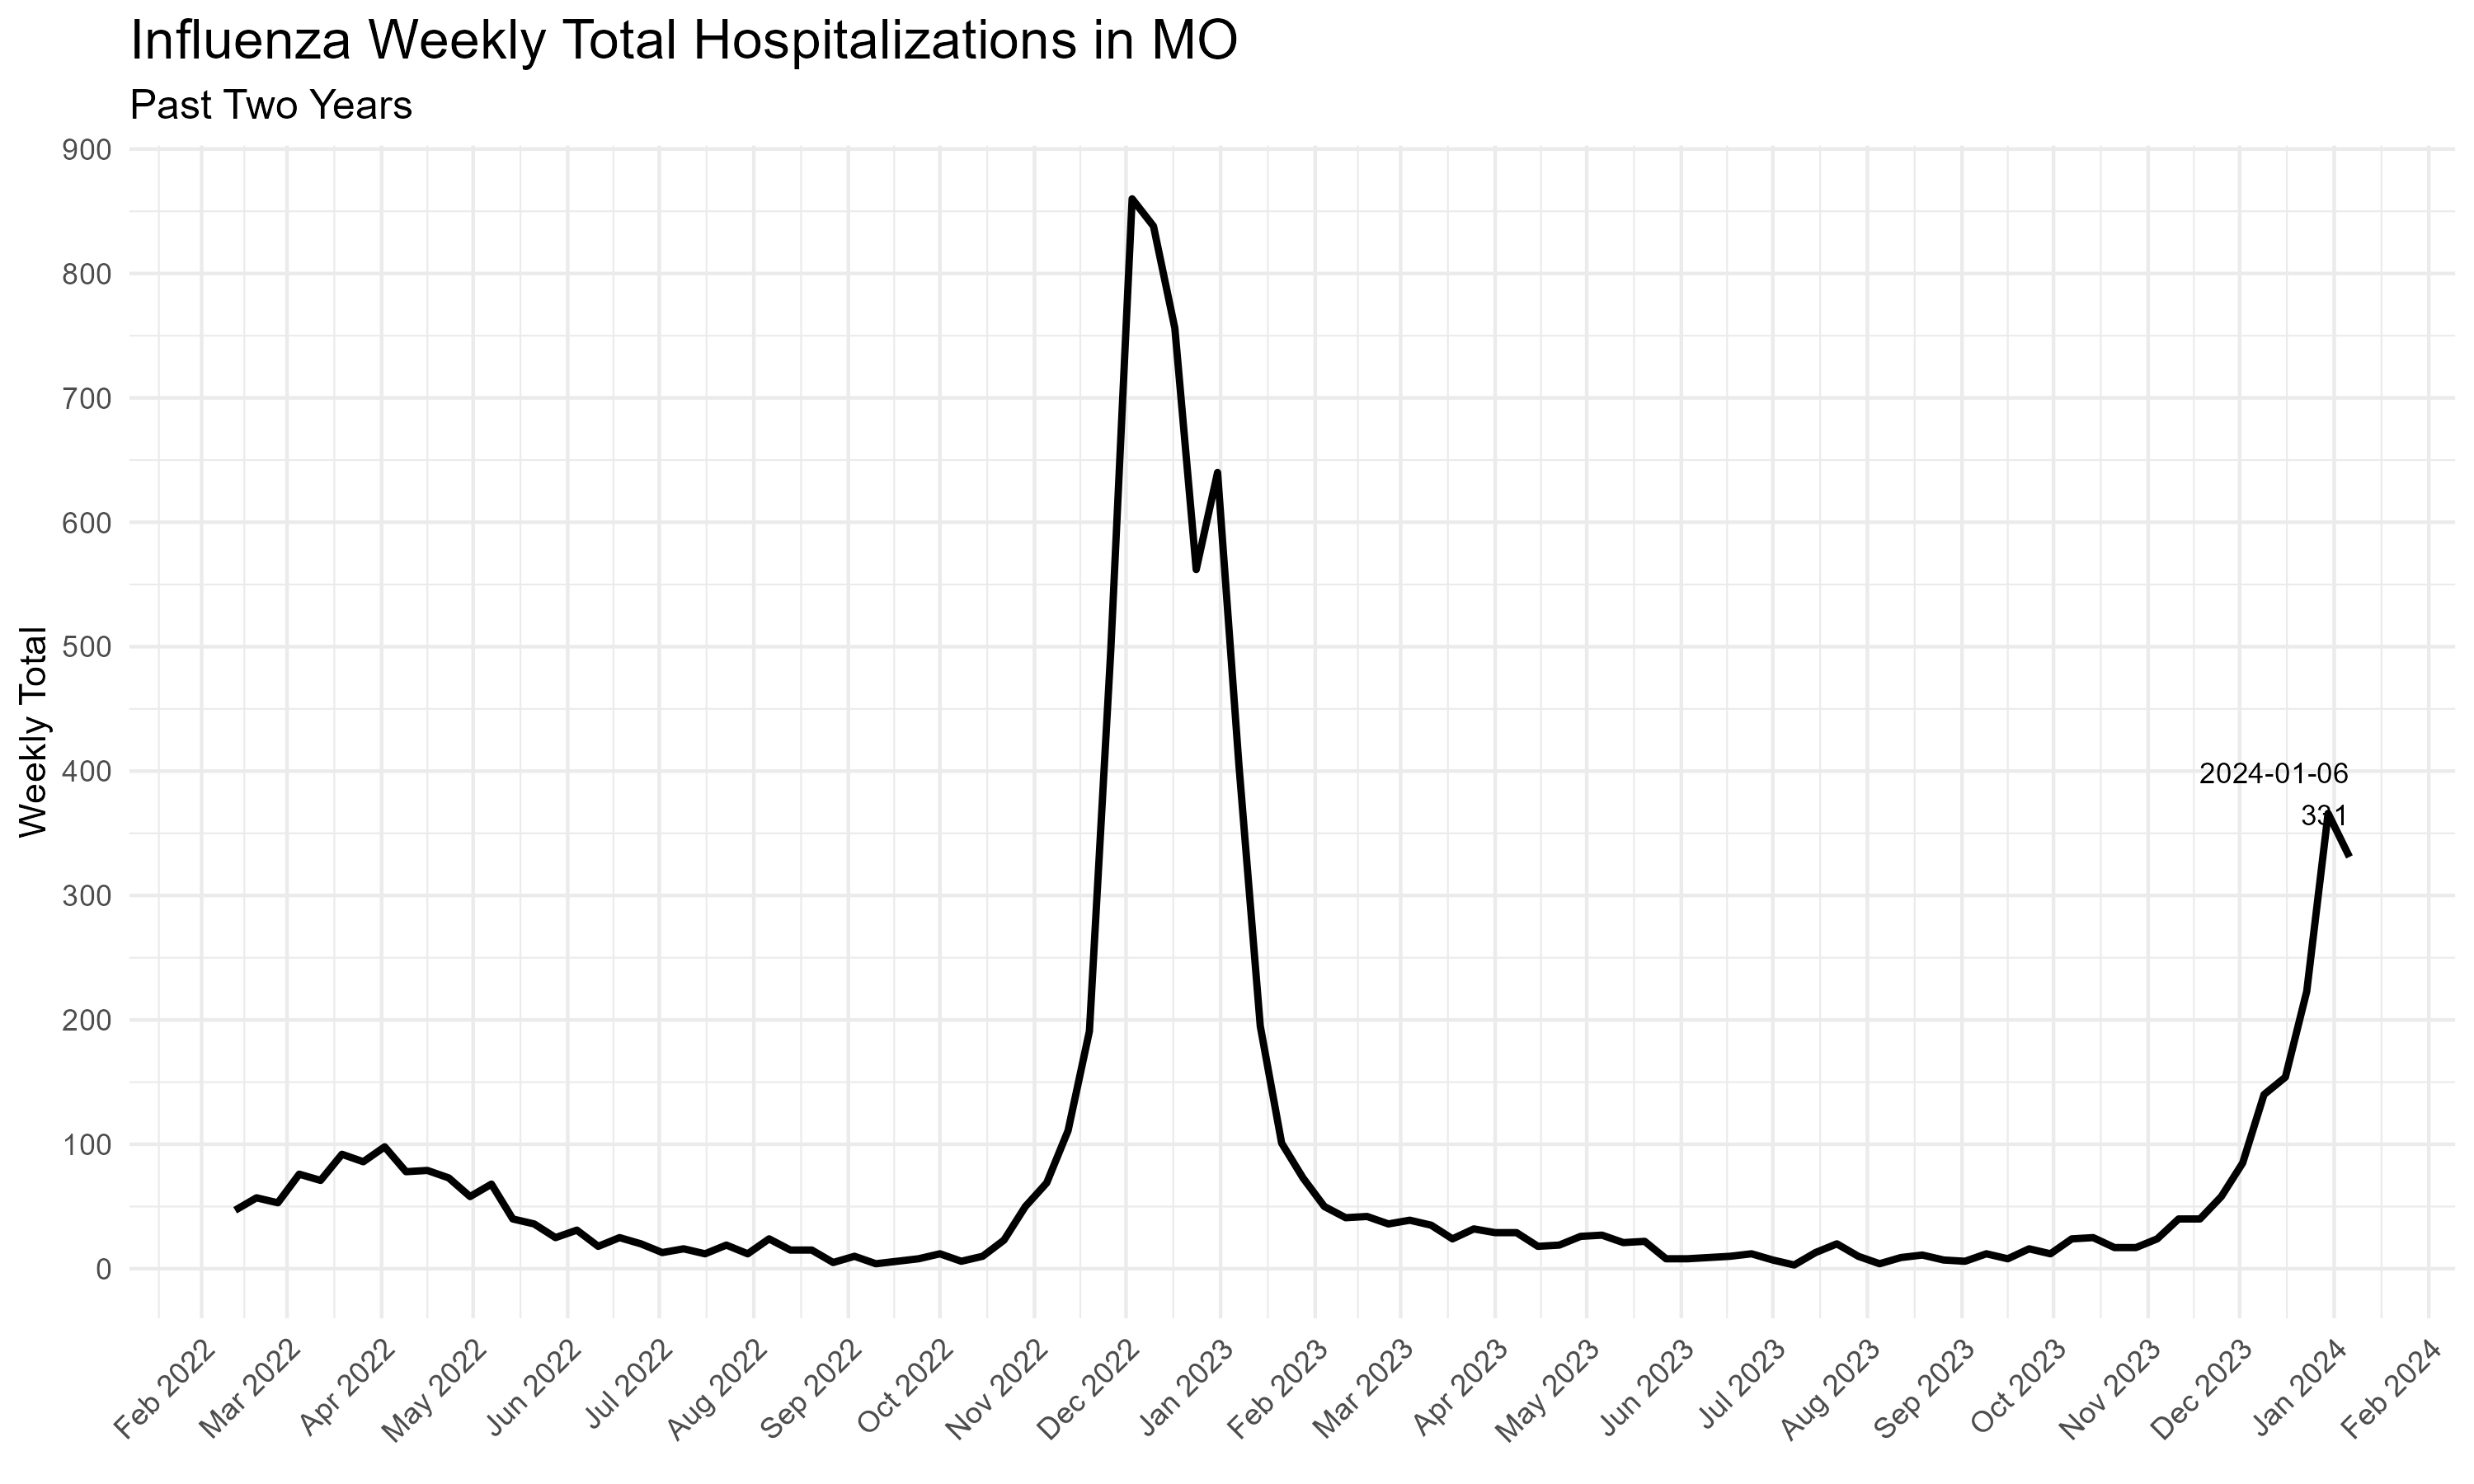 Influenza Weekly Total Hospitalizations in MO
Past Two Years
Weekly Total
900
800
700
600
500
400
300
200
100
0
2024-01-06
331
Feb 2022
Mar 2022
Apr 2022
May 2022
Jun 2022
Jul 2022
Aug 2022
Sep 2022
Oct 2022
Nov 2022
Dec 2022
Jan 2023
Feb 2023
Mar 2023
Apr 2023
May 2023
Jun 2023
Jul 2023
Aug 2023
Sep 2023
Oct 2023
Nov 2023
Dec 2023
Jan 2024
Feb 2024